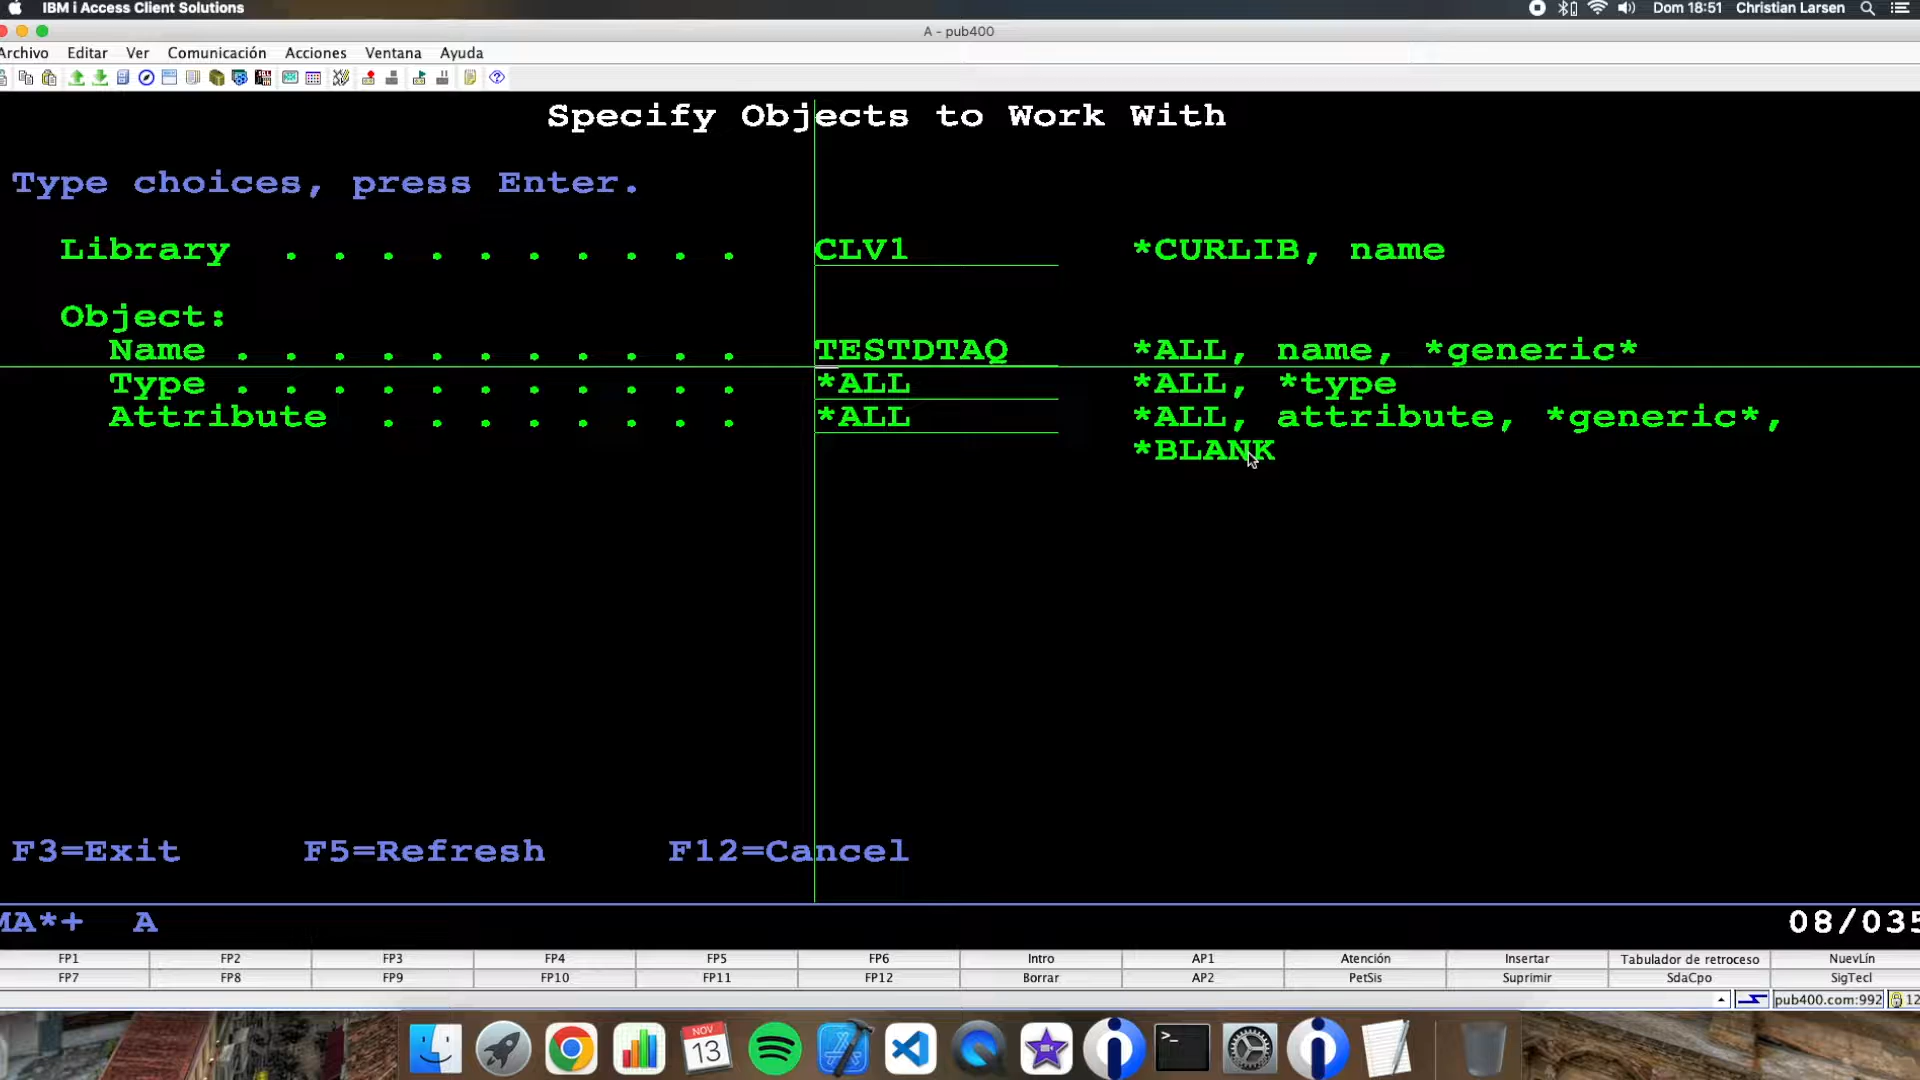 IBM i Access Client Solutions
Dom 18:51 Christian Larsen
A - pub400
Archivo Editar Ver Comunicación Acciones Ventana Ayuda
Specify Objects to Work With
Type choices, press Enter.
Library . . . . . . . . . . CLV1 *CURLIB, name
Object:
Name . . . . . . . . . . . TESTDTAQ *ALL, name, *generic*
Type . . . . . . . . . . . *ALL *ALL, *type
Attribute . . . . . . . . *ALL *ALL, attribute, *generic*,
*BLANK
F3=Exit F5=Refresh F12=Cancel
MA*+ A 08/035
FP1 FP2 FP3 FP4 FP5 FP6 Intro AP1 Atención Insertar Tabulador de retroceso NuevLín
FP7 FP8 FP9 FP10 FP11 FP12 Borrar AP2 PetSis Suprimir SdaCpo SigTecl
pub400.com:992 12
NOV
13